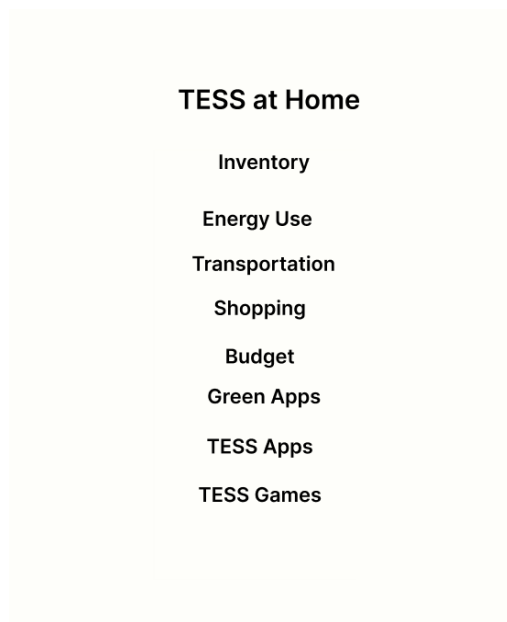 TESS at Home
Inventory
Energy Use
Transportation
Shopping
Budget
Green Apps
TESS Apps
TESS Games